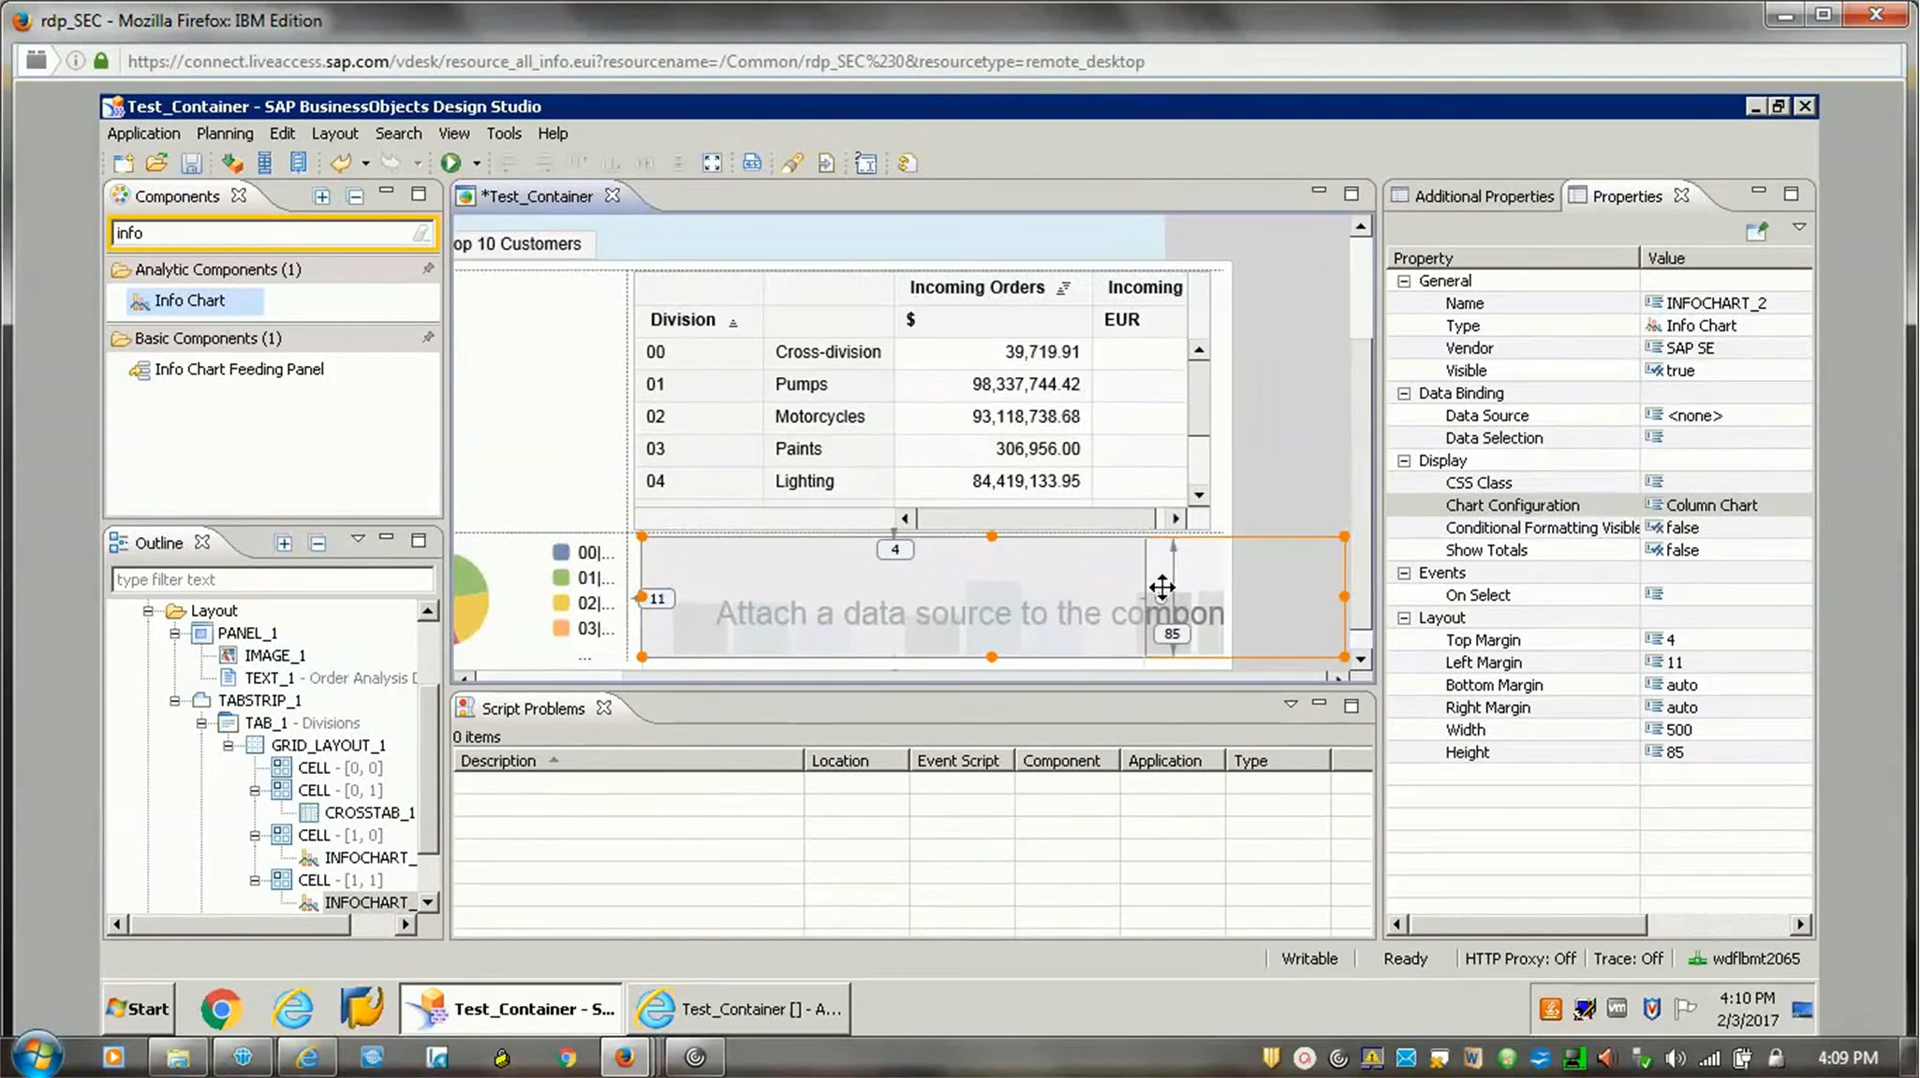 rdp_SEC - Mozilla Firefox: IBM Edition
https://connect.liveaccess.sap.com/vdesk/resource_all_info.eui?resourcename=/Common/rdp_SEC%230&resourcetype=remote_desktop
Test_Container - SAP BusinessObjects Design Studio
Application Planning Edit Layout Search View Tools Help
Components
info
Analytic Components (1)
Info Chart
Basic Components (1)
Info Chart Feeding Panel
Outline
type filter text
Layout
PANEL_1
IMAGE_1
TEXT_1 - Order Analysis D
TABSTRIP_1
TAB_1 - Divisions
GRID_LAYOUT_1
CELL - [0, 0]
CELL - [0, 1]
CROSSTAB_1
CELL - [1, 0]
INFOCHART_
CELL - [1, 1]
INFOCHART_
*Test_Container
op 10 Customers
Incoming Orders Incoming
Division $ EUR
00 Cross-division 39,719.91
01 Pumps 98,337,744.42
02 Motorcycles 93,118,738.68
03 Paints 306,956.00
04 Lighting 84,419,133.95
00|...
01|...
02|...
03|...
...
4
11
Attach a data source to the compon
85
Script Problems
0 items
Description Location Event Script Component Application Type
Additional Properties Properties
Property Value
General
Name INFOCHART_2
Type Info Chart
Vendor SAP SE
Visible true
Data Binding
Data Source <none>
Data Selection
Display
CSS Class
Chart Configuration Column Chart
Conditional Formatting Visible false
Show Totals false
Events
On Select
Layout
Top Margin 4
Left Margin 11
Bottom Margin auto
Right Margin auto
Width 500
Height 85
Writable Ready HTTP Proxy: Off Trace: Off wdflbmt2065
Start Test_Container - S... Test_Container [] - A...
4:10 PM
2/3/2017
4:09 PM